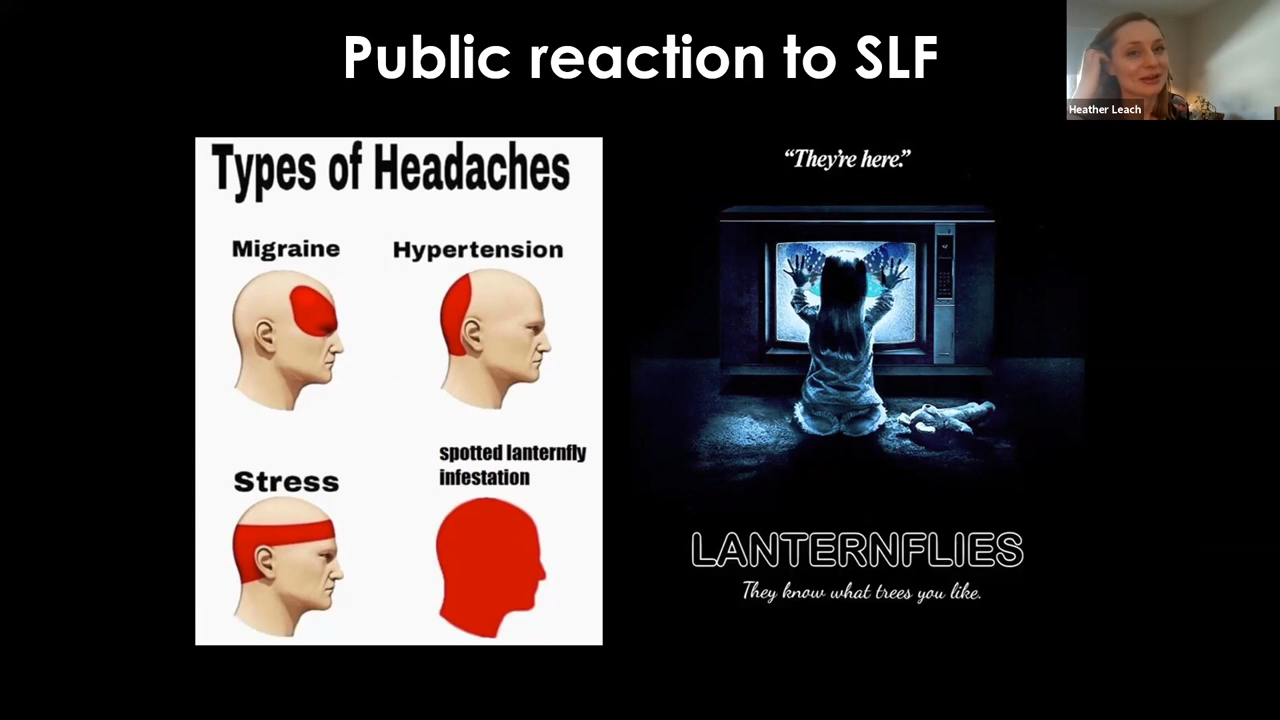 Public reaction to SLF
Heather Leach
Types of Headaches
Migraine
Hypertension
Stress
spotted lanternfly
infestation
“They’re here.”
LANTERNFLIES
They know what trees you like.